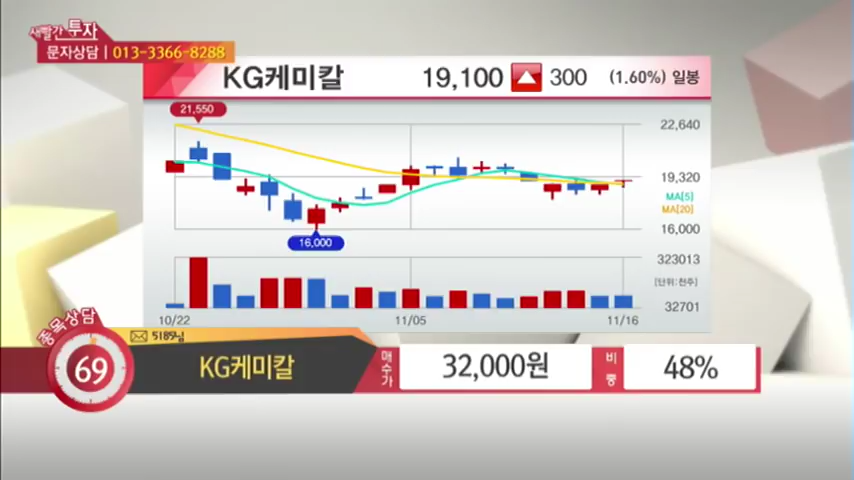 새빨간 투자
문자상담 | 013-3366-8288
KG케미칼 19,100 300 (1.60%) 일봉
21,550
22,640
19,320
MA[5]
MA[20]
16,000
16,000
323013
[단위:천주]
32701
10/22 11/05 11/16
종목상담
5189님
69 KG케미칼 매수가 32,000원 비중 48%